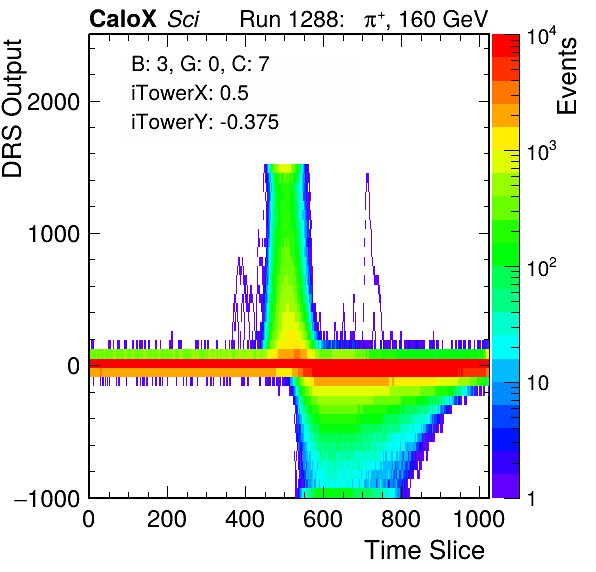 CaloX Sci Run 1288: π⁺, 160 GeV
B: 3, G: 0, C: 7
iTowerX: 0.5
iTowerY: -0.375
DRS Output
2000
1000
0
−1000
0 200 400 600 800 1000
Time Slice
Events
10⁴
10³
10²
10
1